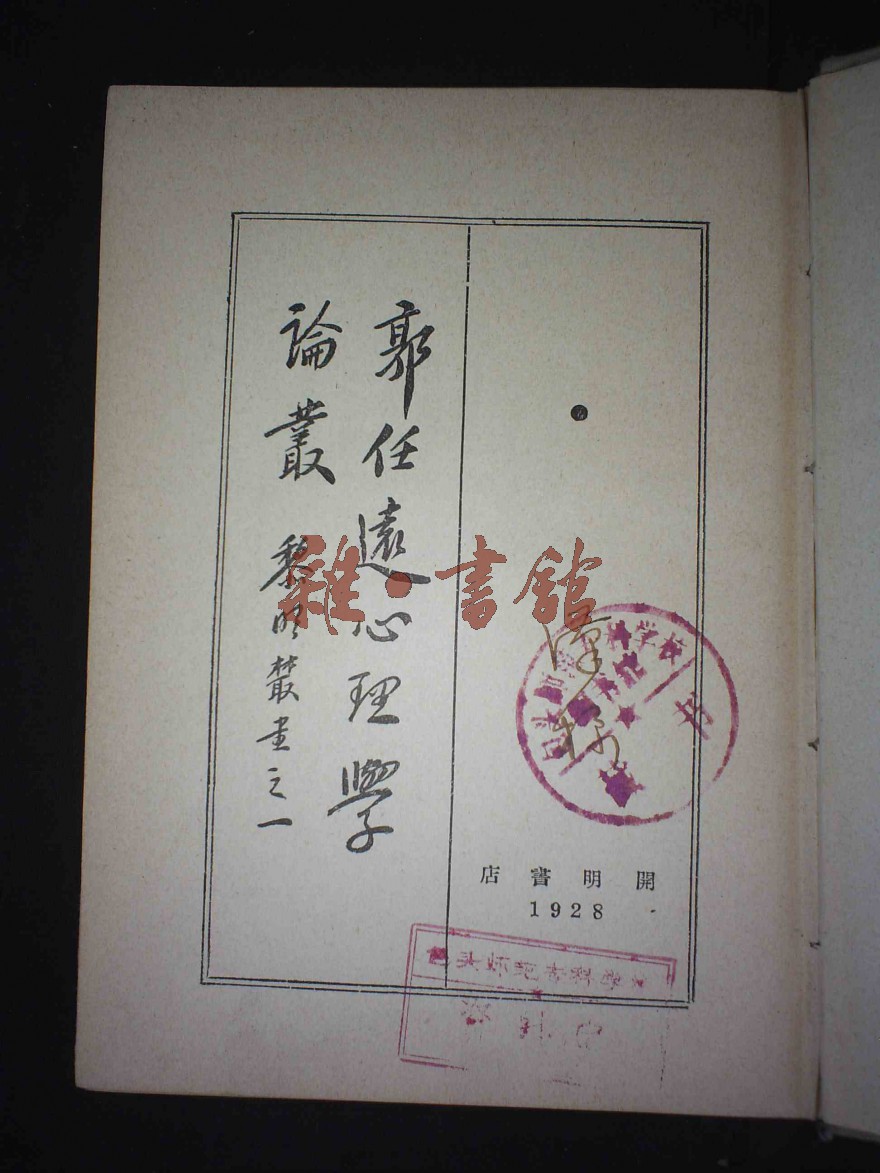 郭任遠心理學
論叢 黎明叢書之一
開明書店
1928
雜·書館